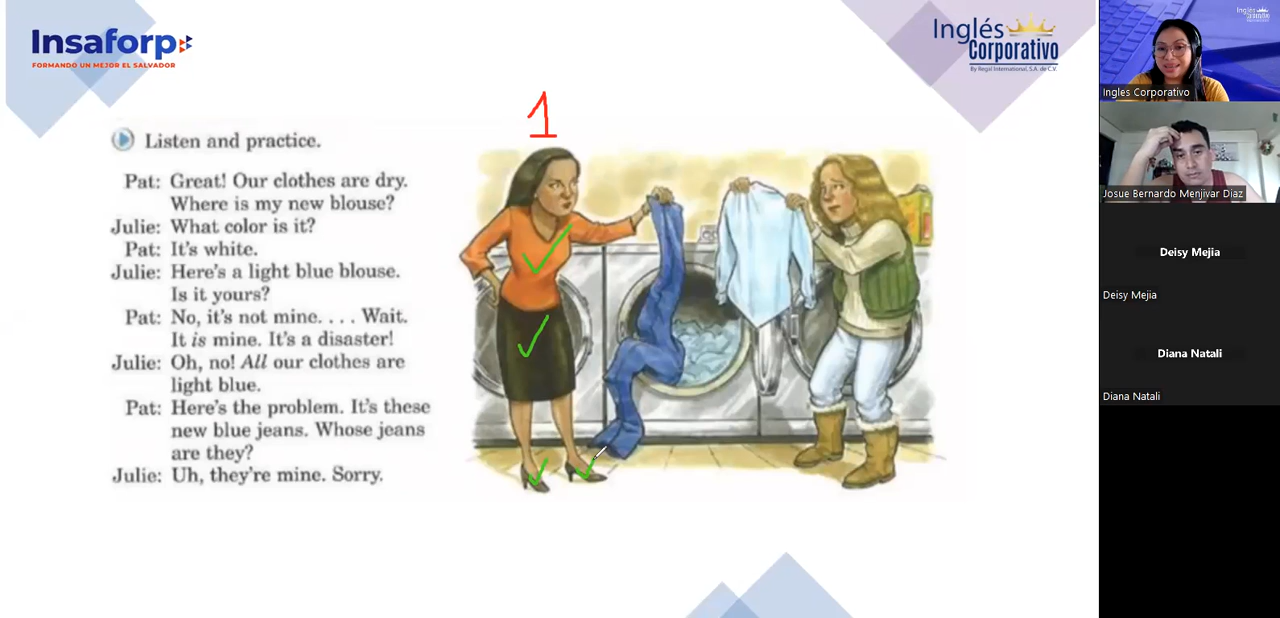 Insaforp
FORMANDO UN MEJOR EL SALVADOR
Inglés
Corporativo
By Regal International, S.A. de C.V.
1
Listen and practice.
Pat: Great! Our clothes are dry.
Where is my new blouse?
Julie: What color is it?
Pat: It's white.
Julie: Here's a light blue blouse.
Is it yours?
Pat: No, it's not mine. . . . Wait.
It is mine. It's a disaster!
Julie: Oh, no! All our clothes are
light blue.
Pat: Here's the problem. It's these
new blue jeans. Whose jeans
are they?
Julie: Uh, they're mine. Sorry.
Inglés
Corporativo
Ingles Corporativo
Josue Bernardo Menjivar Diaz
Deisy Mejia
Deisy Mejia
Diana Natali
Diana Natali